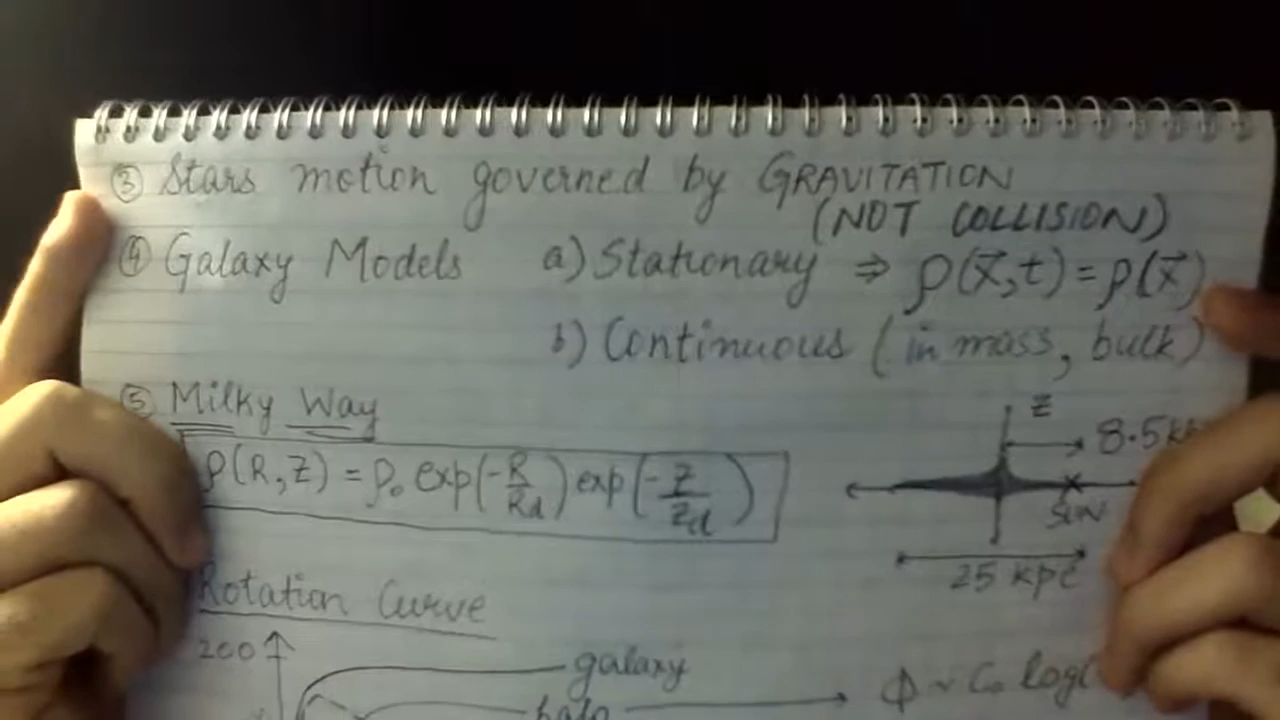 ③ Stars motion governed by GRAVITATION
(NOT COLLISION)
④ Galaxy Models a) Stationary ⇒ ρ(x⃗,t) = ρ(x⃗)
b) Continuous (in mass, bulk)
⑤ Milky Way
z
8.5
ρ(R,Z) = ρ₀ exp(-R/Rd) exp(-Z/Zd)
SUN
25 kpc
Rotation Curve
200
galaxy
halo
Φ ~ C₀ log(